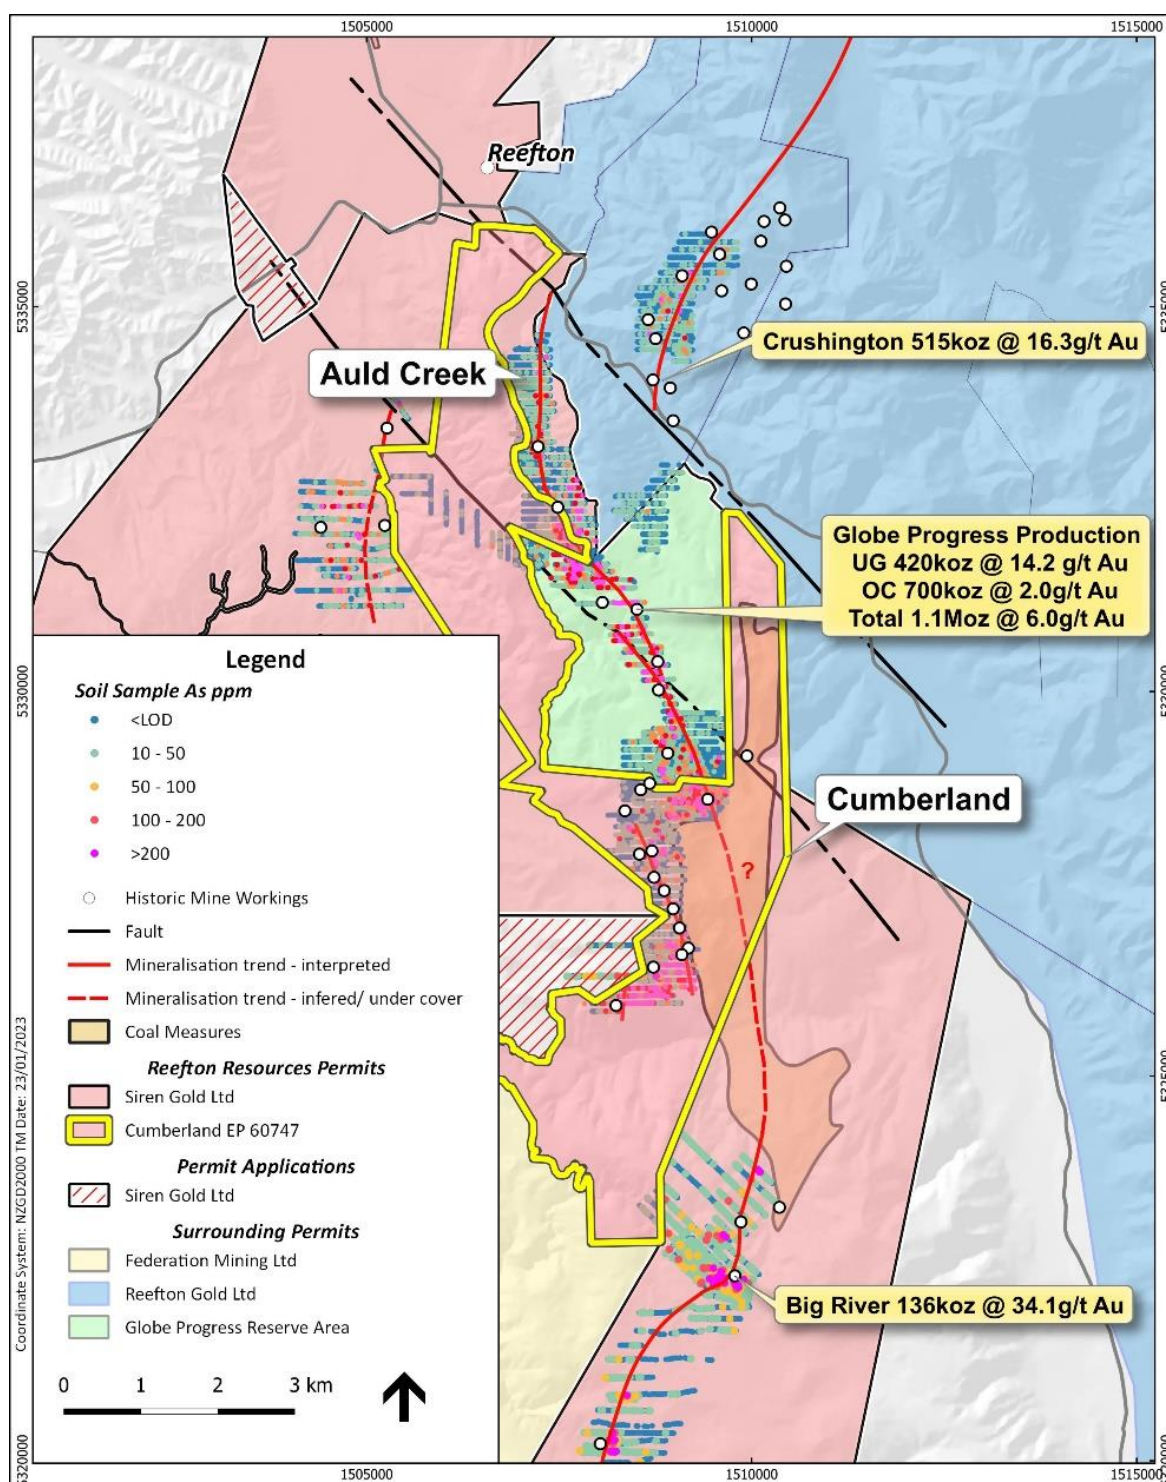 1505000
1510000
1515000
Reefton
5335000
5335000
Crushington 515koz @ 16.3g/t Au
Auld Creek
Globe Progress Production
UG 420koz @ 14.2 g/t Au
OC 700koz @ 2.0g/t Au
Total 1.1Moz @ 6.0g/t Au
5330000
5330000
Cumberland
?
Legend
Soil Sample As ppm
<LOD
10 - 50
50 - 100
100 - 200
>200
Historic Mine Workings
Fault
Mineralisation trend - interpreted
Mineralisation trend - infered/ under cover
Coal Measures
Reefton Resources Permits
Siren Gold Ltd
Cumberland EP 60747
Permit Applications
Siren Gold Ltd
Surrounding Permits
Federation Mining Ltd
Reefton Gold Ltd
Globe Progress Reserve Area
0 1 2 3 km
Coordinate System: NZGD2000 TM Date: 23/01/2023
5325000
Big River 136koz @ 34.1g/t Au
5320000
5320000
1505000
1510000
1515000